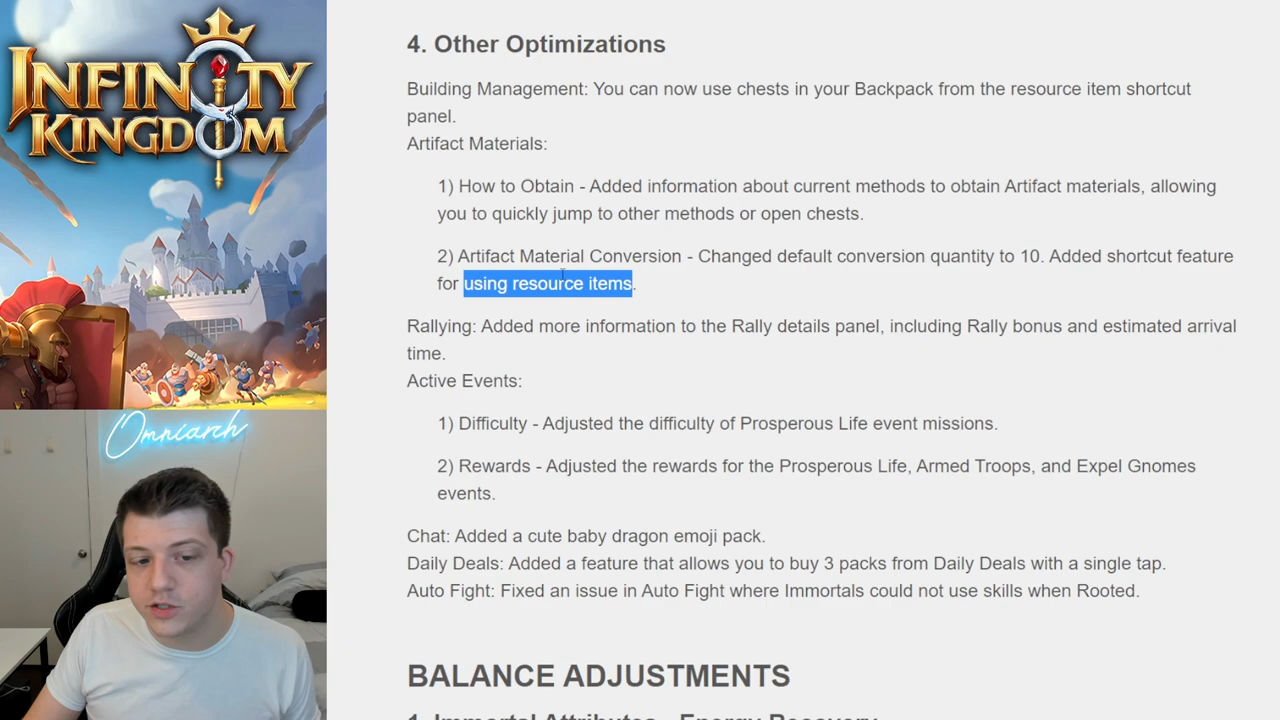 INFINITY
KINGDOM
Omniarch
4. Other Optimizations
Building Management: You can now use chests in your Backpack from the resource item shortcut
panel.
Artifact Materials:
1) How to Obtain - Added information about current methods to obtain Artifact materials, allowing
you to quickly jump to other methods or open chests.
2) Artifact Material Conversion - Changed default conversion quantity to 10. Added shortcut feature
for using resource items.
Rallying: Added more information to the Rally details panel, including Rally bonus and estimated arrival
time.
Active Events:
1) Difficulty - Adjusted the difficulty of Prosperous Life event missions.
2) Rewards - Adjusted the rewards for the Prosperous Life, Armed Troops, and Expel Gnomes
events.
Chat: Added a cute baby dragon emoji pack.
Daily Deals: Added a feature that allows you to buy 3 packs from Daily Deals with a single tap.
Auto Fight: Fixed an issue in Auto Fight where Immortals could not use skills when Rooted.
BALANCE ADJUSTMENTS
1. Immortal Attributes - Energy Recovery